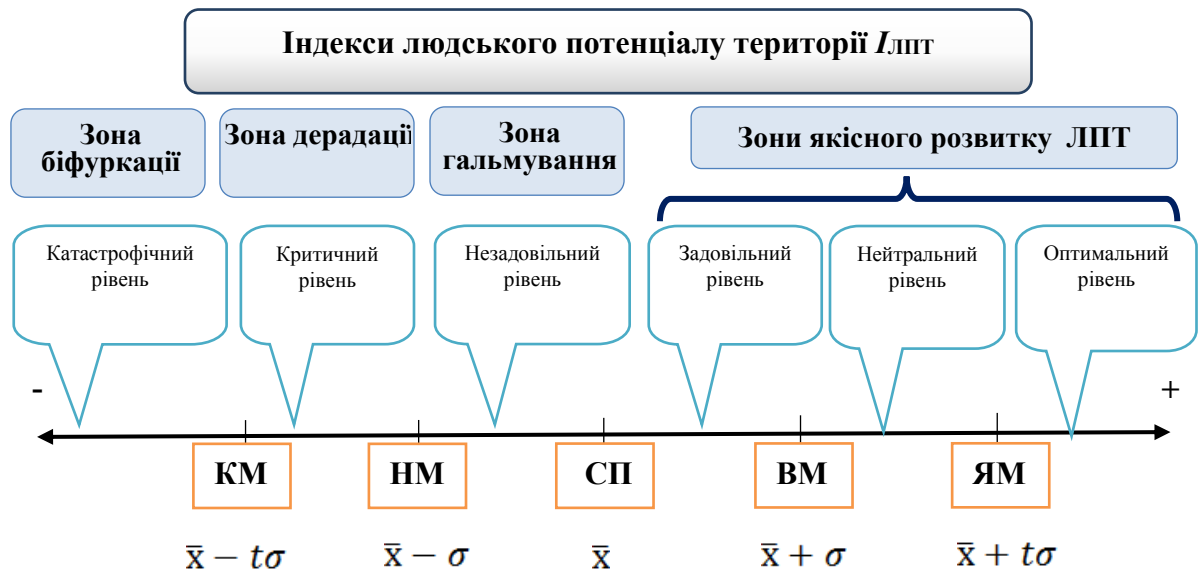 Індекси людського потенціалу території IЛПТ
Зона
біфуркації
Зона дерадації
Зона
гальмування
Зони якісного розвитку ЛПТ
Катастрофічний
рівень
Критичний
рівень
Незадовільний
рівень
Задовільний
рівень
Нейтральний
рівень
Оптимальний
рівень
- +
КМ НМ СП ВМ ЯМ
x̄ − tσ x̄ − σ x̄ x̄ + σ x̄ + tσ